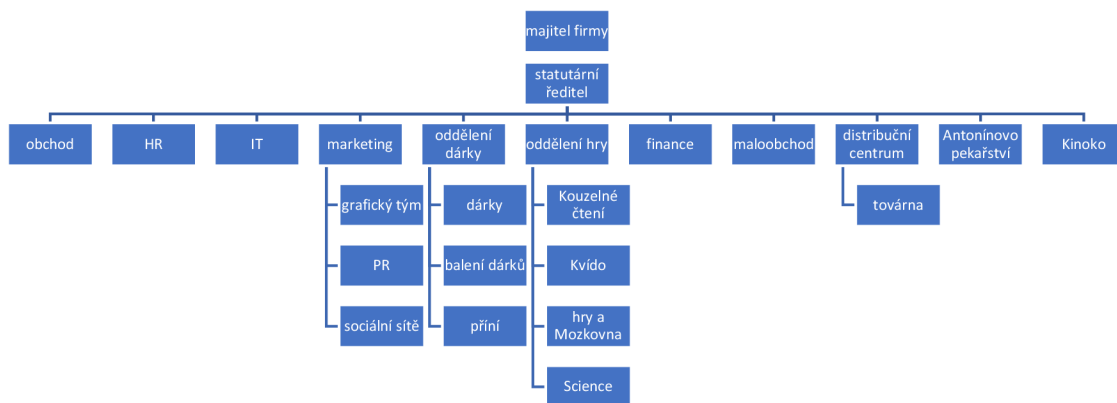 majitel firmy
statutární
ředitel
obchod
HR
IT
marketing
oddělení
dárky
oddělení hry
finance
maloobchod
distribuční
centrum
Antonínovo
pekařství
Kinoko
grafický tým
PR
sociální sítě
dárky
balení dárků
příní
Kouzelné
čtení
Kvído
hry a
Mozkovna
Science
továrna